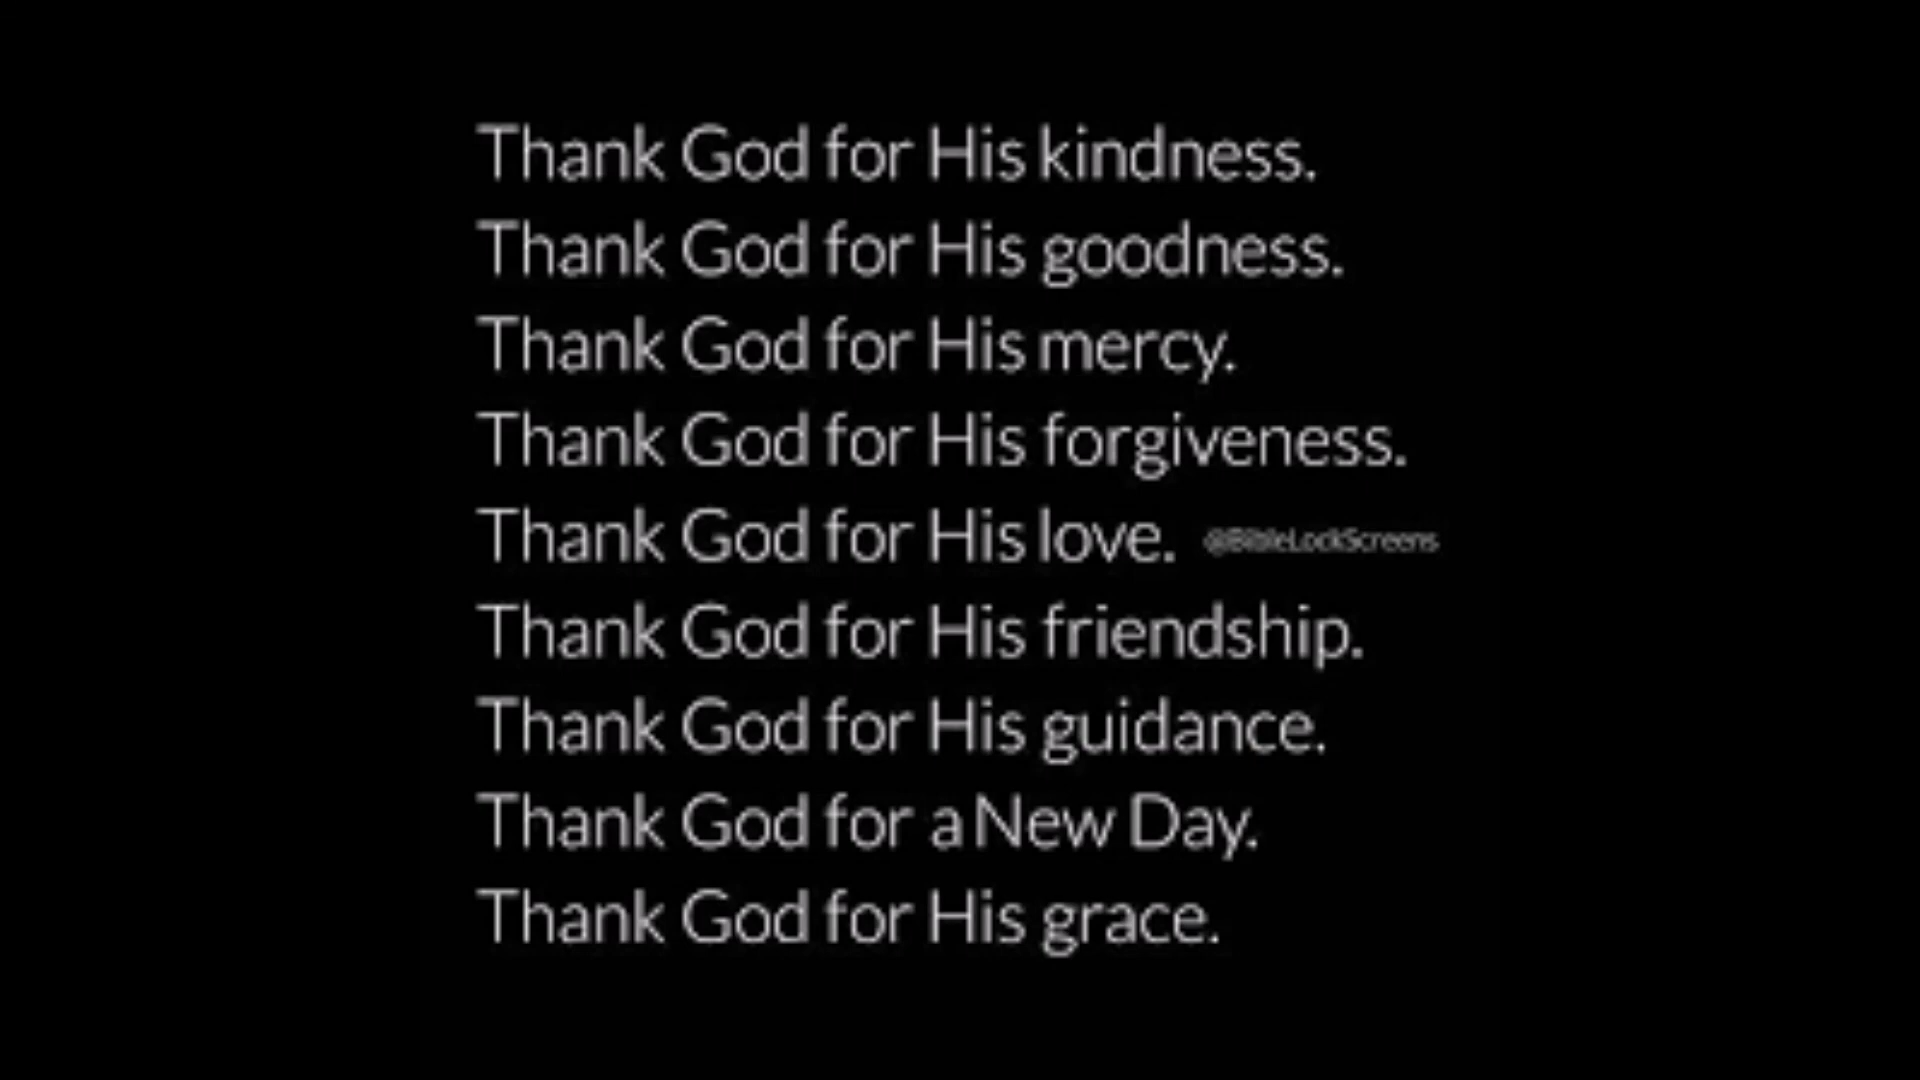 Thank God for His kindness.
Thank God for His goodness.
Thank God for His mercy.
Thank God for His forgiveness.
Thank God for His love. @BibleLockScreens
Thank God for His friendship.
Thank God for His guidance.
Thank God for a New Day.
Thank God for His grace.